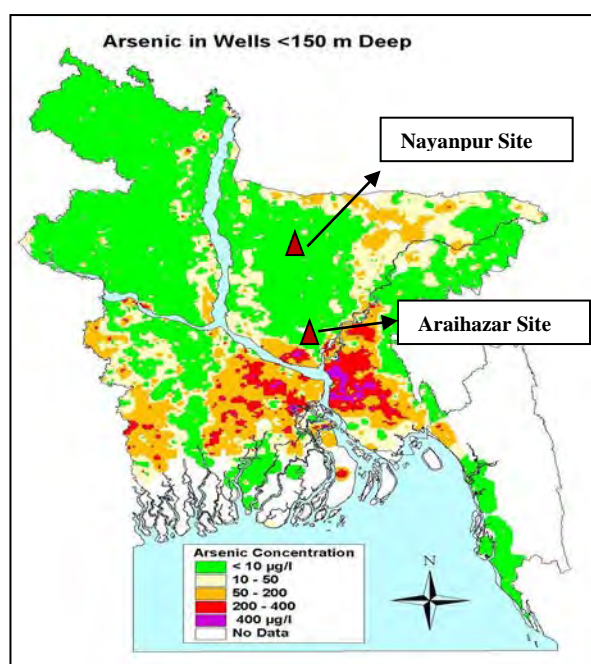 Arsenic in Wells <150 m Deep
Nayanpur Site
Araihazar Site
N
Arsenic Concentration
< 10 µg/l
10 - 50
50 - 200
200 - 400
400 µg/l
No Data